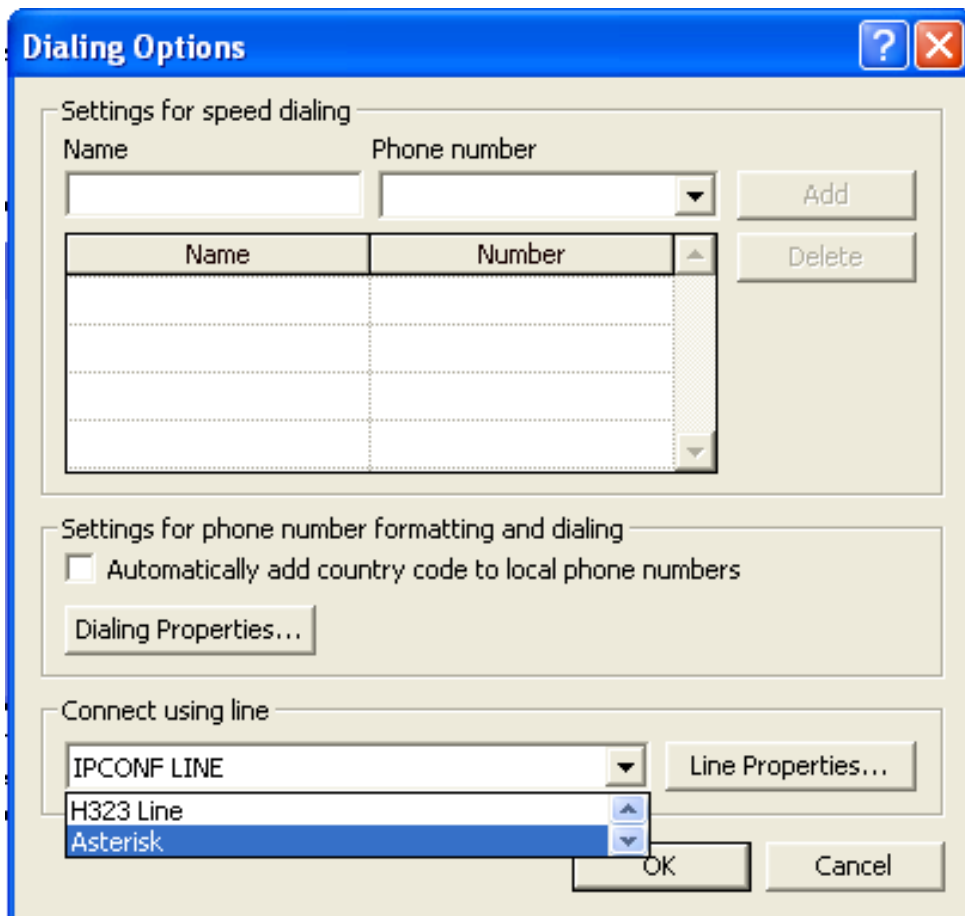 Dialing Options
Settings for speed dialing
Name Phone number
Add
Name Number
Delete
Settings for phone number formatting and dialing
Automatically add country code to local phone numbers
Dialing Properties...
Connect using line
IPCONF LINE
Line Properties...
H323 Line
Asterisk
OK Cancel